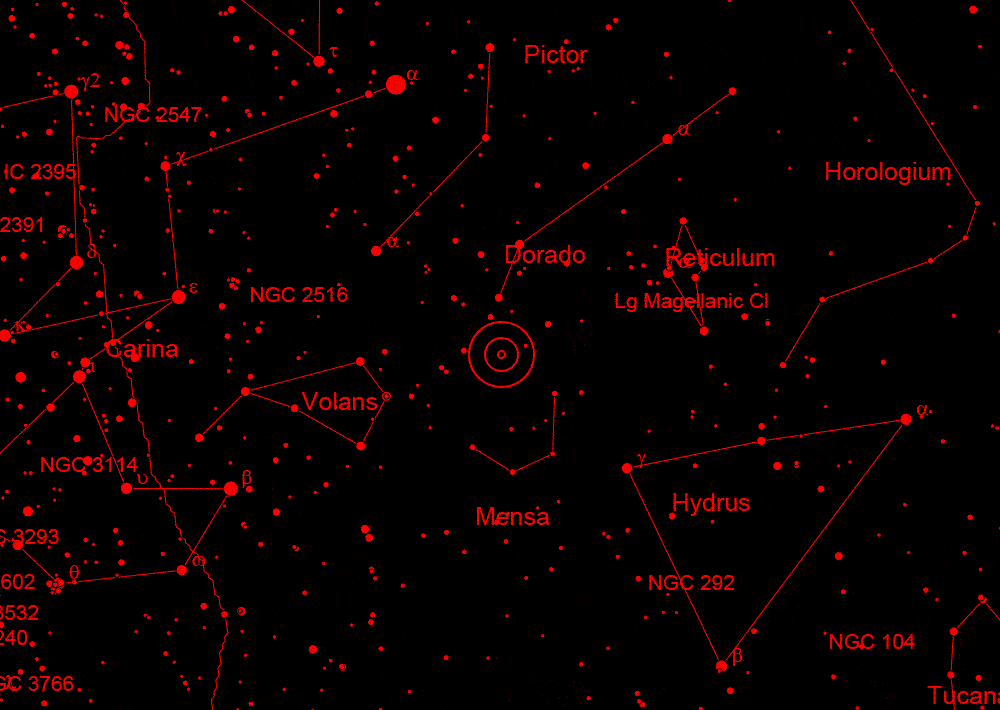 τ
Pictor
α
γ2
NGC 2547
α
χ
IC 2395
Horologium
2391
α
δ
Dorado
Reticulum
α
ε
NGC 2516
Lg Magellanic Cl
κ
Carina
ι
Volans
α
γ
NGC 3114
υ
β
Hydrus
Mensa
3293
ω
θ
602
NGC 292
3532
240
NGC 104
β
GC 3766
Tucana